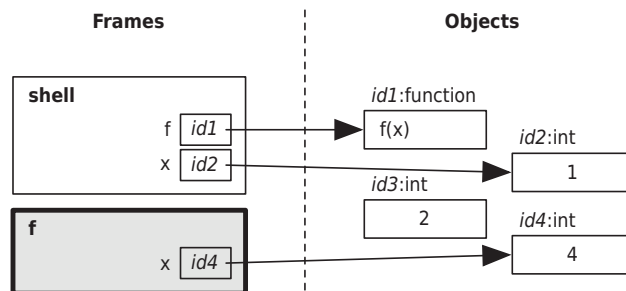 Frames Objects
shell
id1:function
f id1 f(x)
id2:int
x id2 1
id3:int
2
f
id4:int
x id4 4